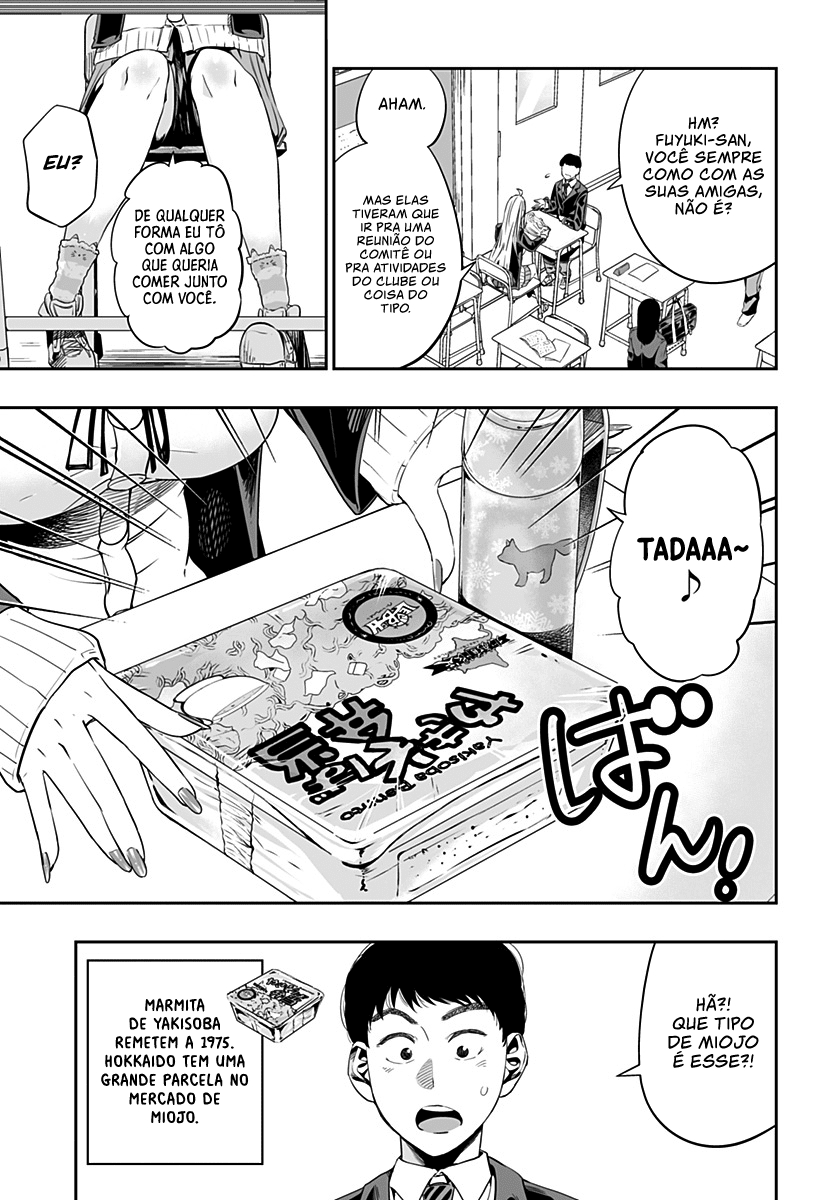 HM?
FUYUKI-SAN,
VOCÊ SEMPRE
COMO COM AS
SUAS AMIGAS,
NÃO É?
AHAM.
MAS ELAS
TIVERAM QUE
IR PRA UMA
REUNIÃO DO
COMITÊ OU
PRA ATIVIDADES
DO CLUBE OU
COISA DO
TIPO.
DE QUALQUER
FORMA EU TÔ
COM ALGO
QUE QUERIA
COMER JUNTO
COM VOCÊ.
EU?
TADAAA~
♪
Yakisoba Bento
ばん!
HÃ?!
QUE TIPO
DE MIOJO
É ESSE?!
MARMITA
DE YAKISOBA
REMETEM A 1975.
HOKKAIDO TEM UMA
GRANDE PARCELA NO
MERCADO DE
MIOJO.